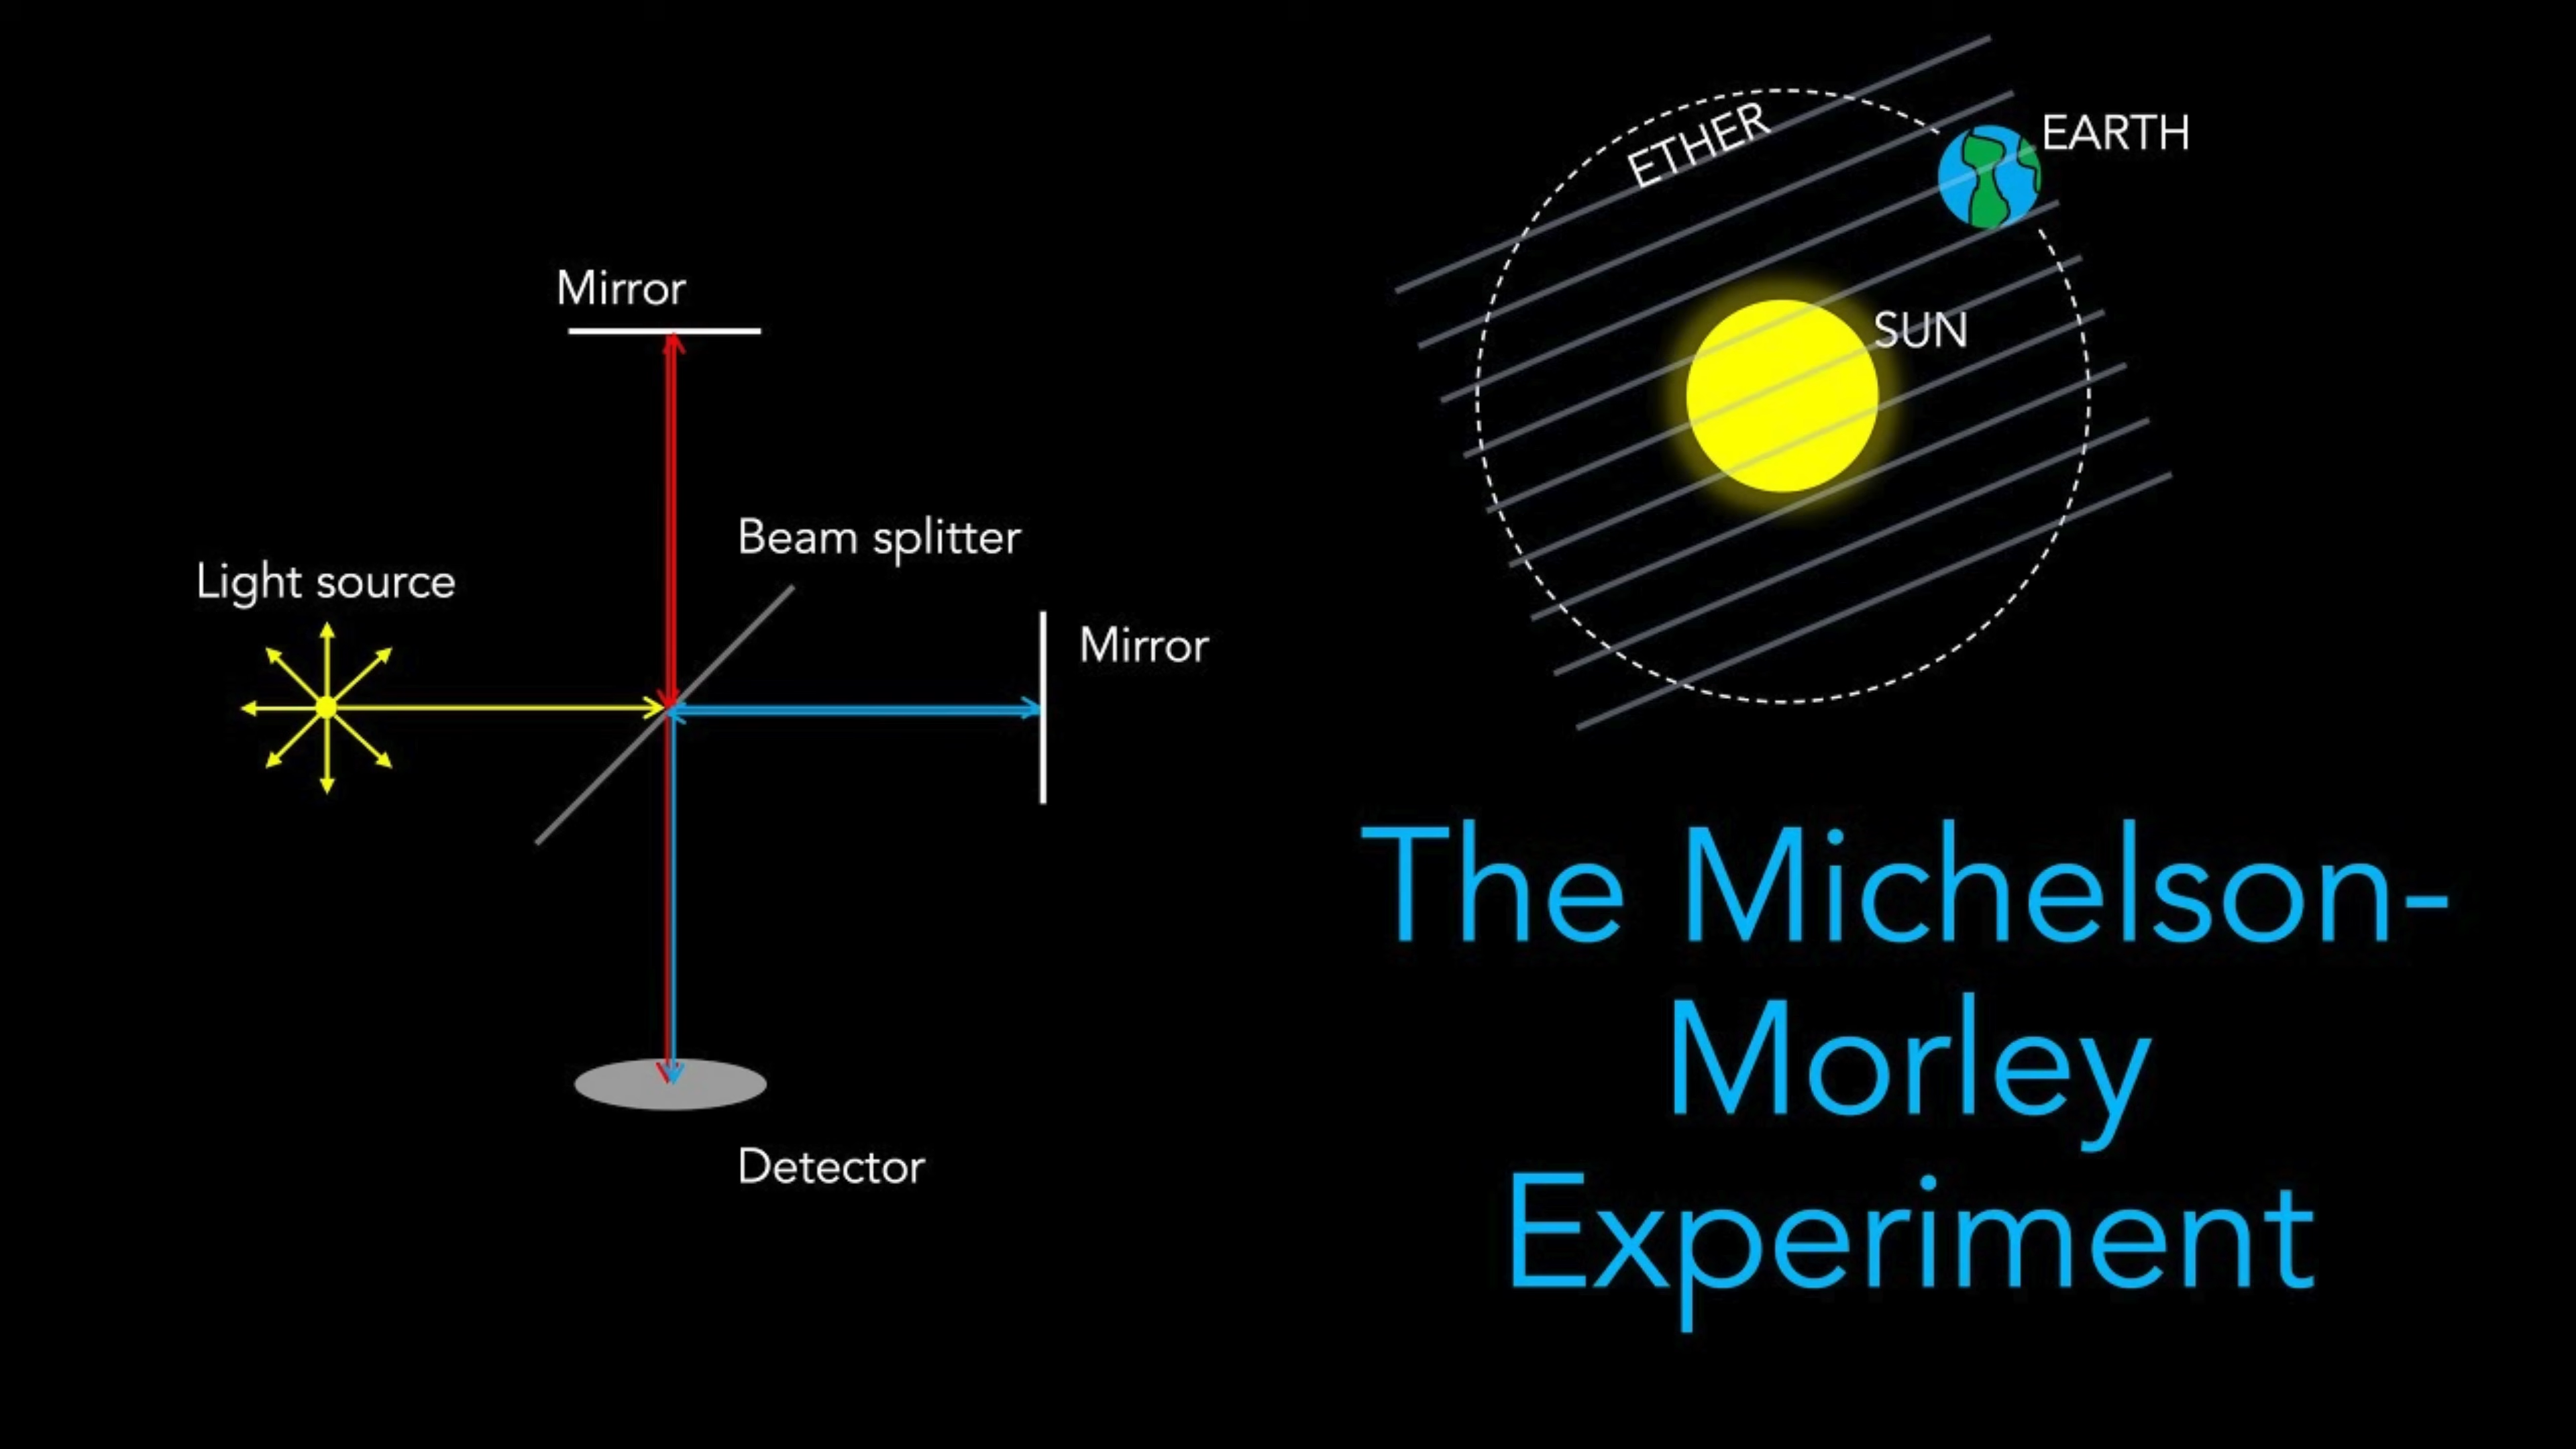 Mirror
Beam splitter
Light source
Mirror
Detector
ETHER
EARTH
SUN
The Michelson-
Morley
Experiment